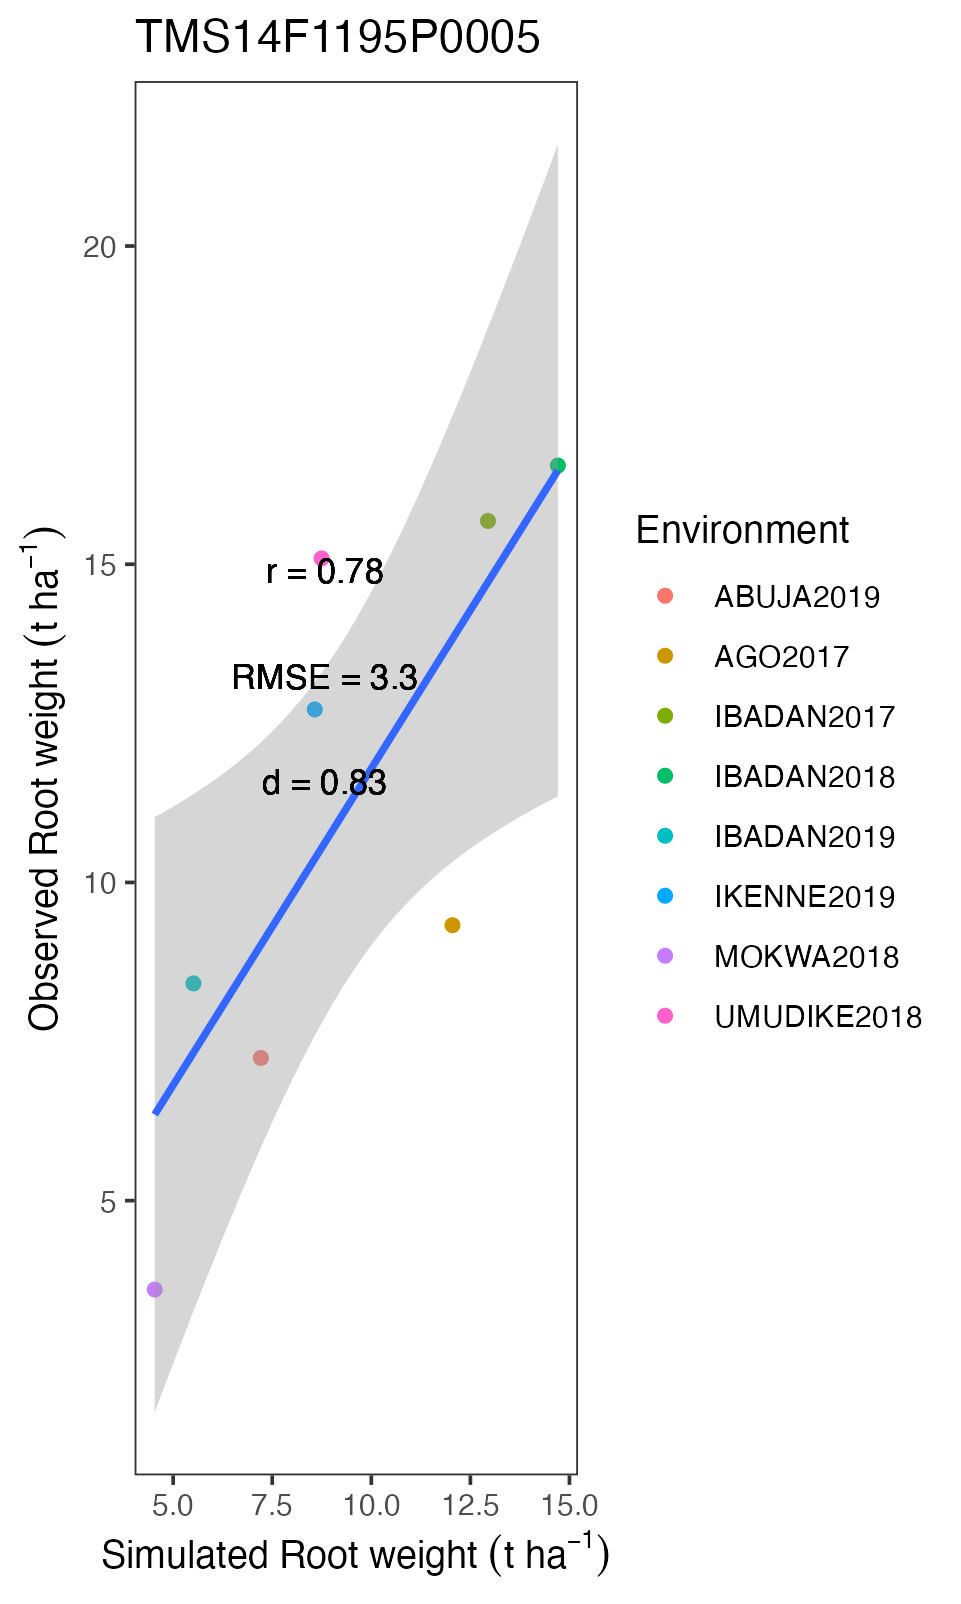 TMS14F1195P0005
20
15
10
5
Observed Root weight (t ha⁻¹)
r = 0.78
RMSE = 3.3
d = 0.83
5.0 7.5 10.0 12.5 15.0
Simulated Root weight (t ha⁻¹)
Environment
ABUJA2019
AGO2017
IBADAN2017
IBADAN2018
IBADAN2019
IKENNE2019
MOKWA2018
UMUDIKE2018